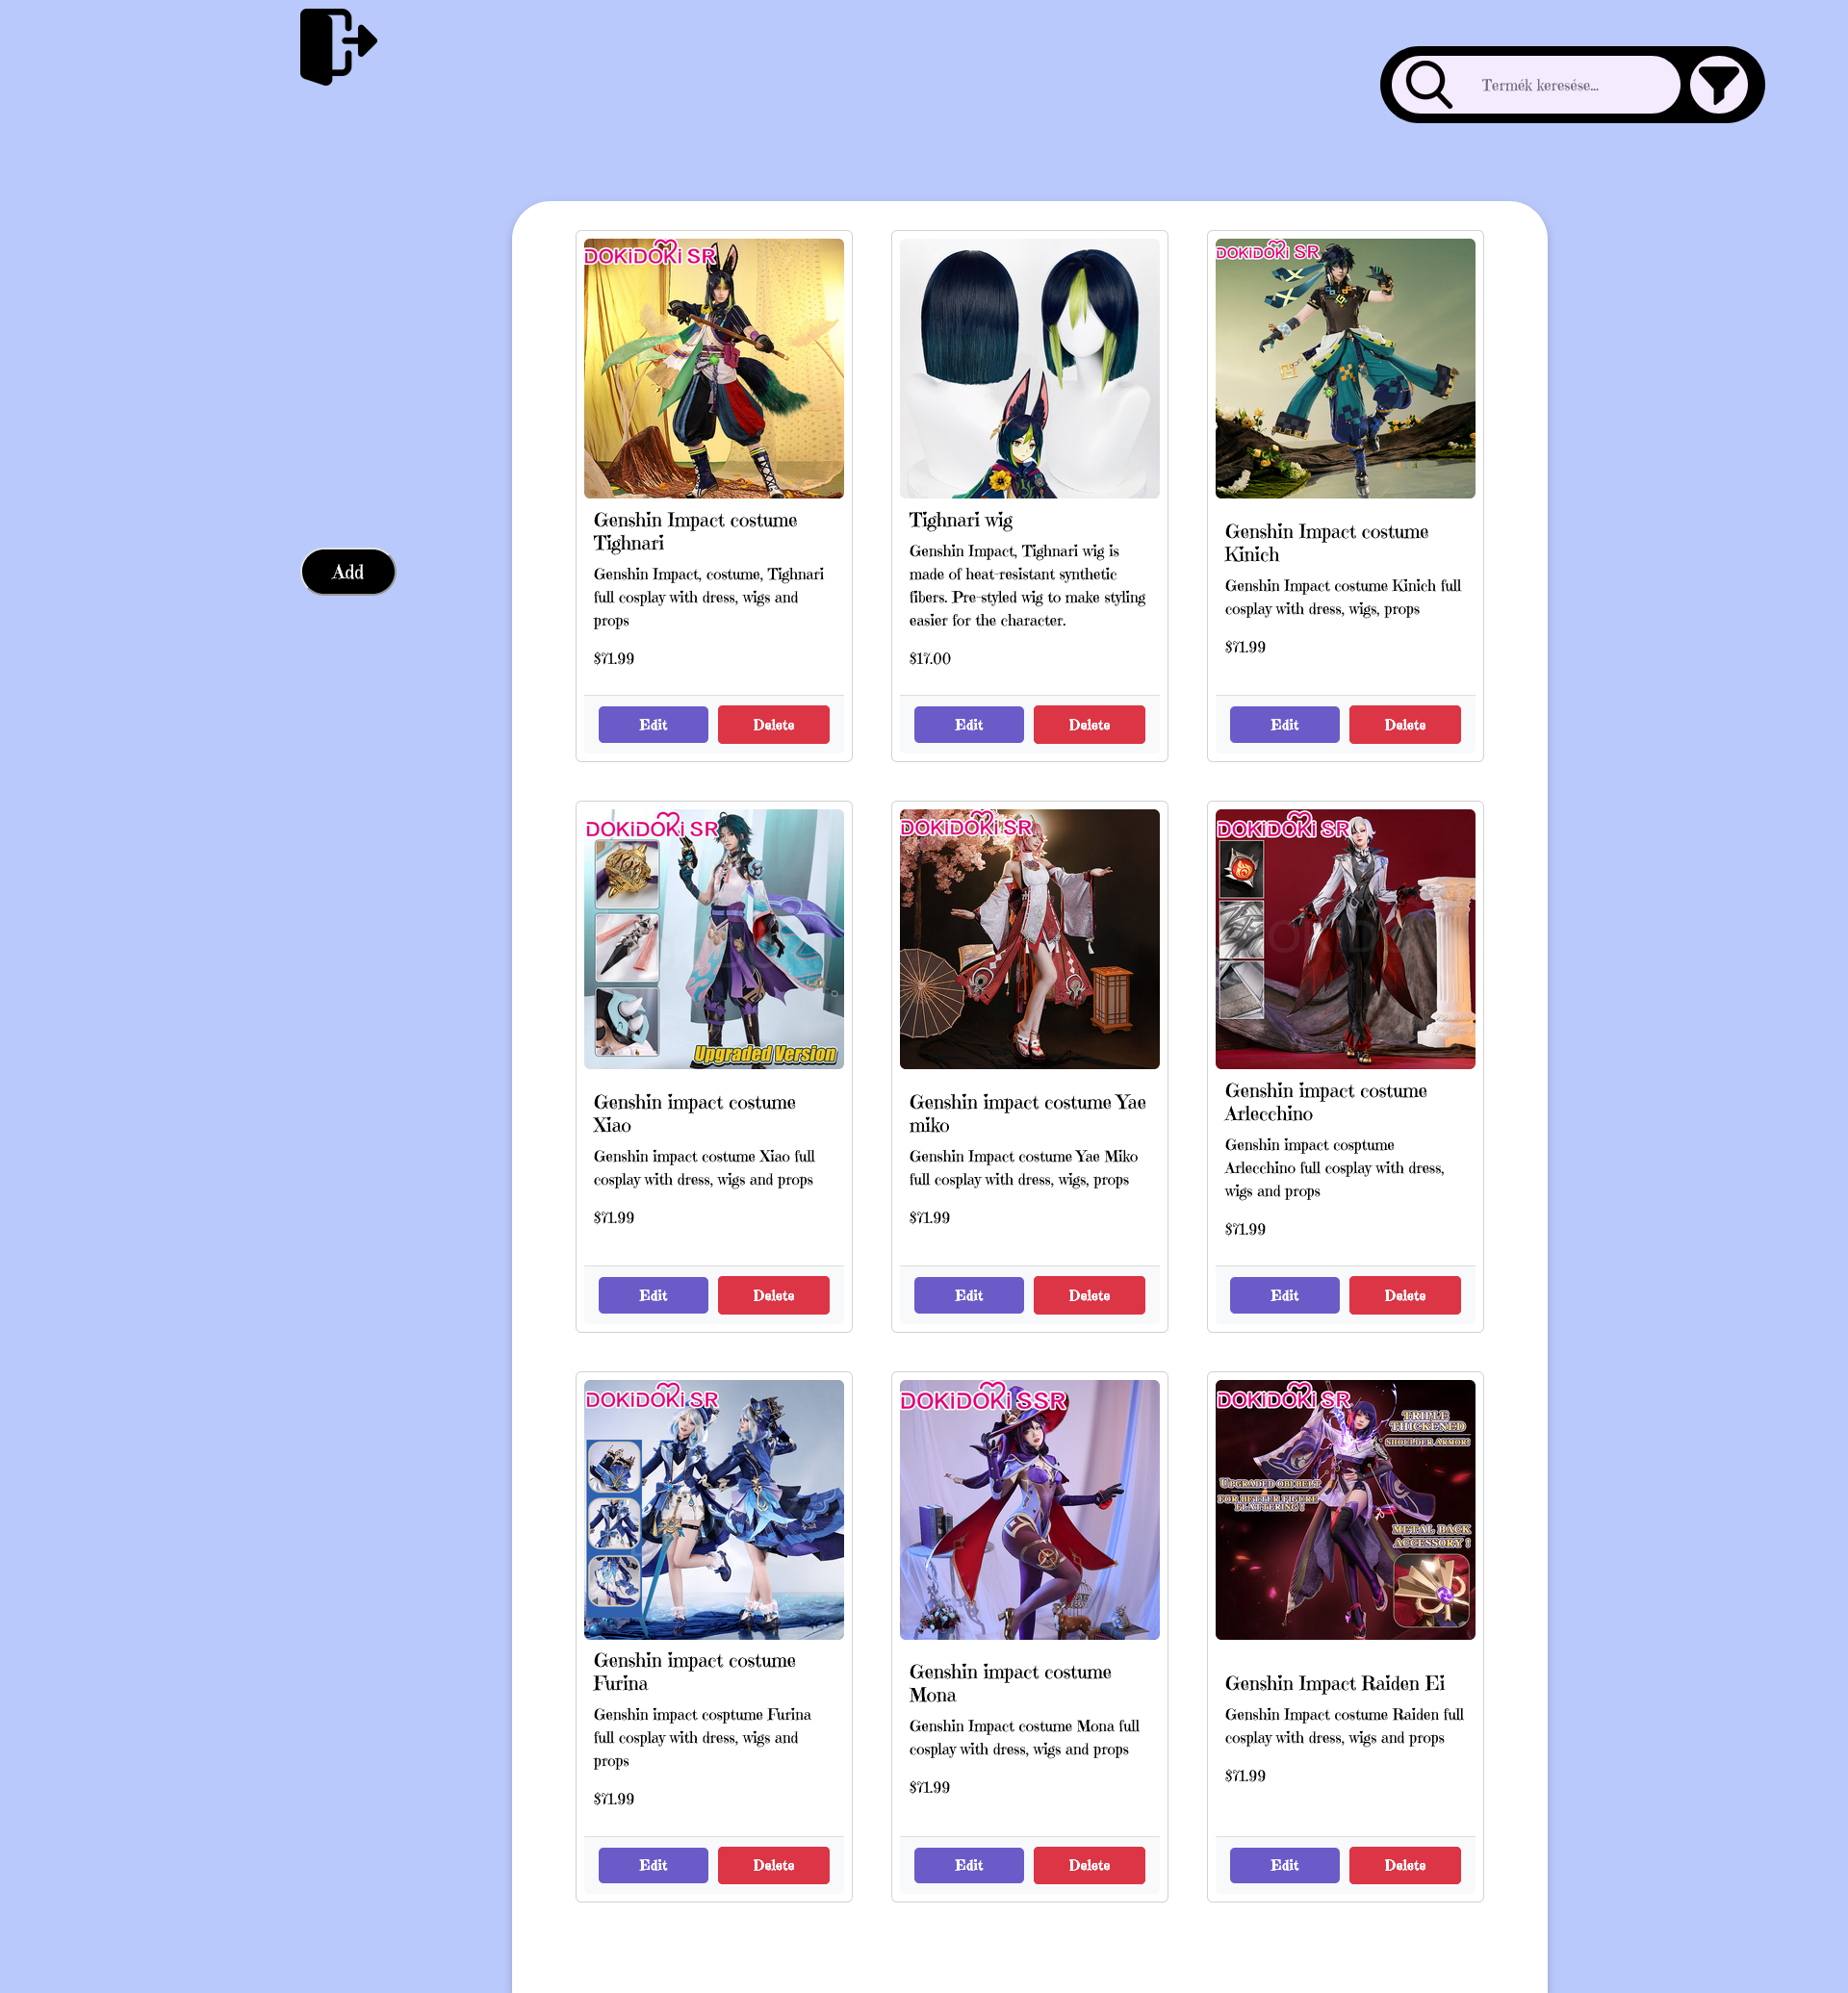 Termék keresése...
DOKiDOKi SR
DOKiDOKi SR
Genshin Impact costume
Tighnari
Genshin Impact, costume, Tighnari
full cosplay with dress, wigs and
props
$71.99
Edit Delete
Tighnari wig
Genshin Impact, Tighnari wig is
made of heat-resistant synthetic
fibers. Pre-styled wig to make styling
easier for the character.
$17.00
Edit Delete
Genshin Impact costume
Kinich
Genshin Impact costume Kinich full
cosplay with dress, wigs, props
$71.99
Edit Delete
Add
DOKiDOKi SR
Upgraded Version
DOKiDOKi SR
DOKiDOKi SR
Genshin impact costume
Xiao
Genshin impact costume Xiao full
cosplay with dress, wigs and props
$71.99
Edit Delete
Genshin impact costume Yae
miko
Genshin Impact costume Yae Miko
full cosplay with dress, wigs, props
$71.99
Edit Delete
Genshin impact costume
Arlecchino
Genshin impact cosptume
Arlecchino full cosplay with dress,
wigs and props
$71.99
Edit Delete
DOKiDOKi SR
DOKiDOKi SSR
DOKiDOKi SR
TRIPLE
THICKENED
SHOULDER ARMOR!
UPGRADED OBI-BELT
FOR BETTER FIGURE
FLATTERING !
METAL BACK
ACCESSORY !
Genshin impact costume
Furina
Genshin impact cosptume Furina
full cosplay with dress, wigs and
props
$71.99
Edit Delete
Genshin impact costume
Mona
Genshin Impact costume Mona full
cosplay with dress, wigs and props
$71.99
Edit Delete
Genshin Impact Raiden Ei
Genshin Impact costume Raiden full
cosplay with dress, wigs and props
$71.99
Edit Delete